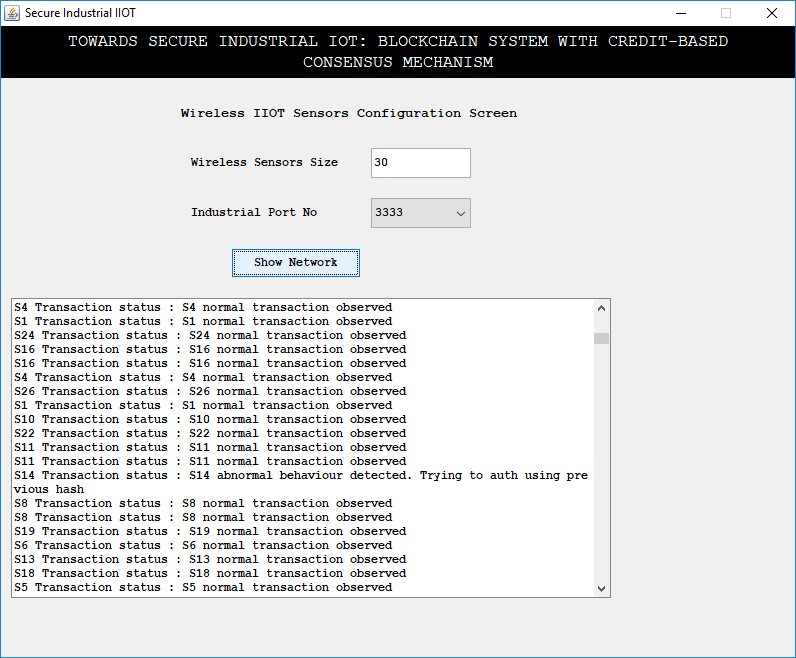 Secure Industrial IIOT
TOWARDS SECURE INDUSTRIAL IOT: BLOCKCHAIN SYSTEM WITH CREDIT-BASED
CONSENSUS MECHANISM
Wireless IIOT Sensors Configuration Screen
Wireless Sensors Size 30
Industrial Port No 3333
Show Network
S4 Transaction status : S4 normal transaction observed
S1 Transaction status : S1 normal transaction observed
S24 Transaction status : S24 normal transaction observed
S16 Transaction status : S16 normal transaction observed
S16 Transaction status : S16 normal transaction observed
S4 Transaction status : S4 normal transaction observed
S26 Transaction status : S26 normal transaction observed
S1 Transaction status : S1 normal transaction observed
S10 Transaction status : S10 normal transaction observed
S22 Transaction status : S22 normal transaction observed
S11 Transaction status : S11 normal transaction observed
S11 Transaction status : S11 normal transaction observed
S14 Transaction status : S14 abnormal behaviour detected. Trying to auth using pre
vious hash
S8 Transaction status : S8 normal transaction observed
S8 Transaction status : S8 normal transaction observed
S19 Transaction status : S19 normal transaction observed
S6 Transaction status : S6 normal transaction observed
S13 Transaction status : S13 normal transaction observed
S18 Transaction status : S18 normal transaction observed
S5 Transaction status : S5 normal transaction observed